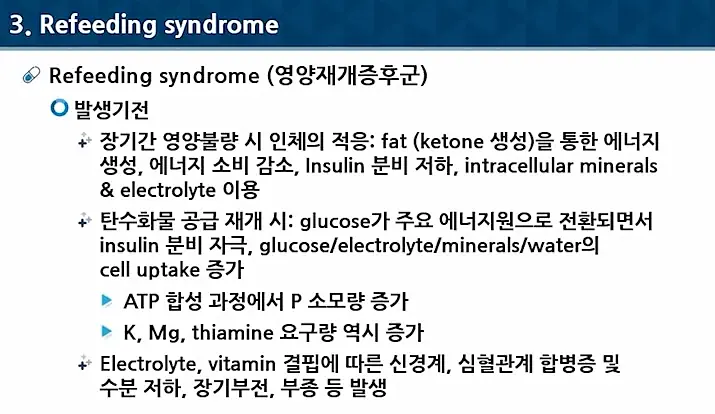 3. Refeeding syndrome
Refeeding syndrome (영양재개증후군)
발생기전
장기간 영양불량 시 인체의 적응: fat (ketone 생성)을 통한 에너지
생성, 에너지 소비 감소, Insulin 분비 저하, intracellular minerals
& electrolyte 이용
탄수화물 공급 재개 시: glucose가 주요 에너지원으로 전환되면서
insulin 분비 자극, glucose/electrolyte/minerals/water의
cell uptake 증가
ATP 합성 과정에서 P 소모량 증가
K, Mg, thiamine 요구량 역시 증가
Electrolyte, vitamin 결핍에 따른 신경계, 심혈관계 합병증 및
수분 저하, 장기부전, 부종 등 발생